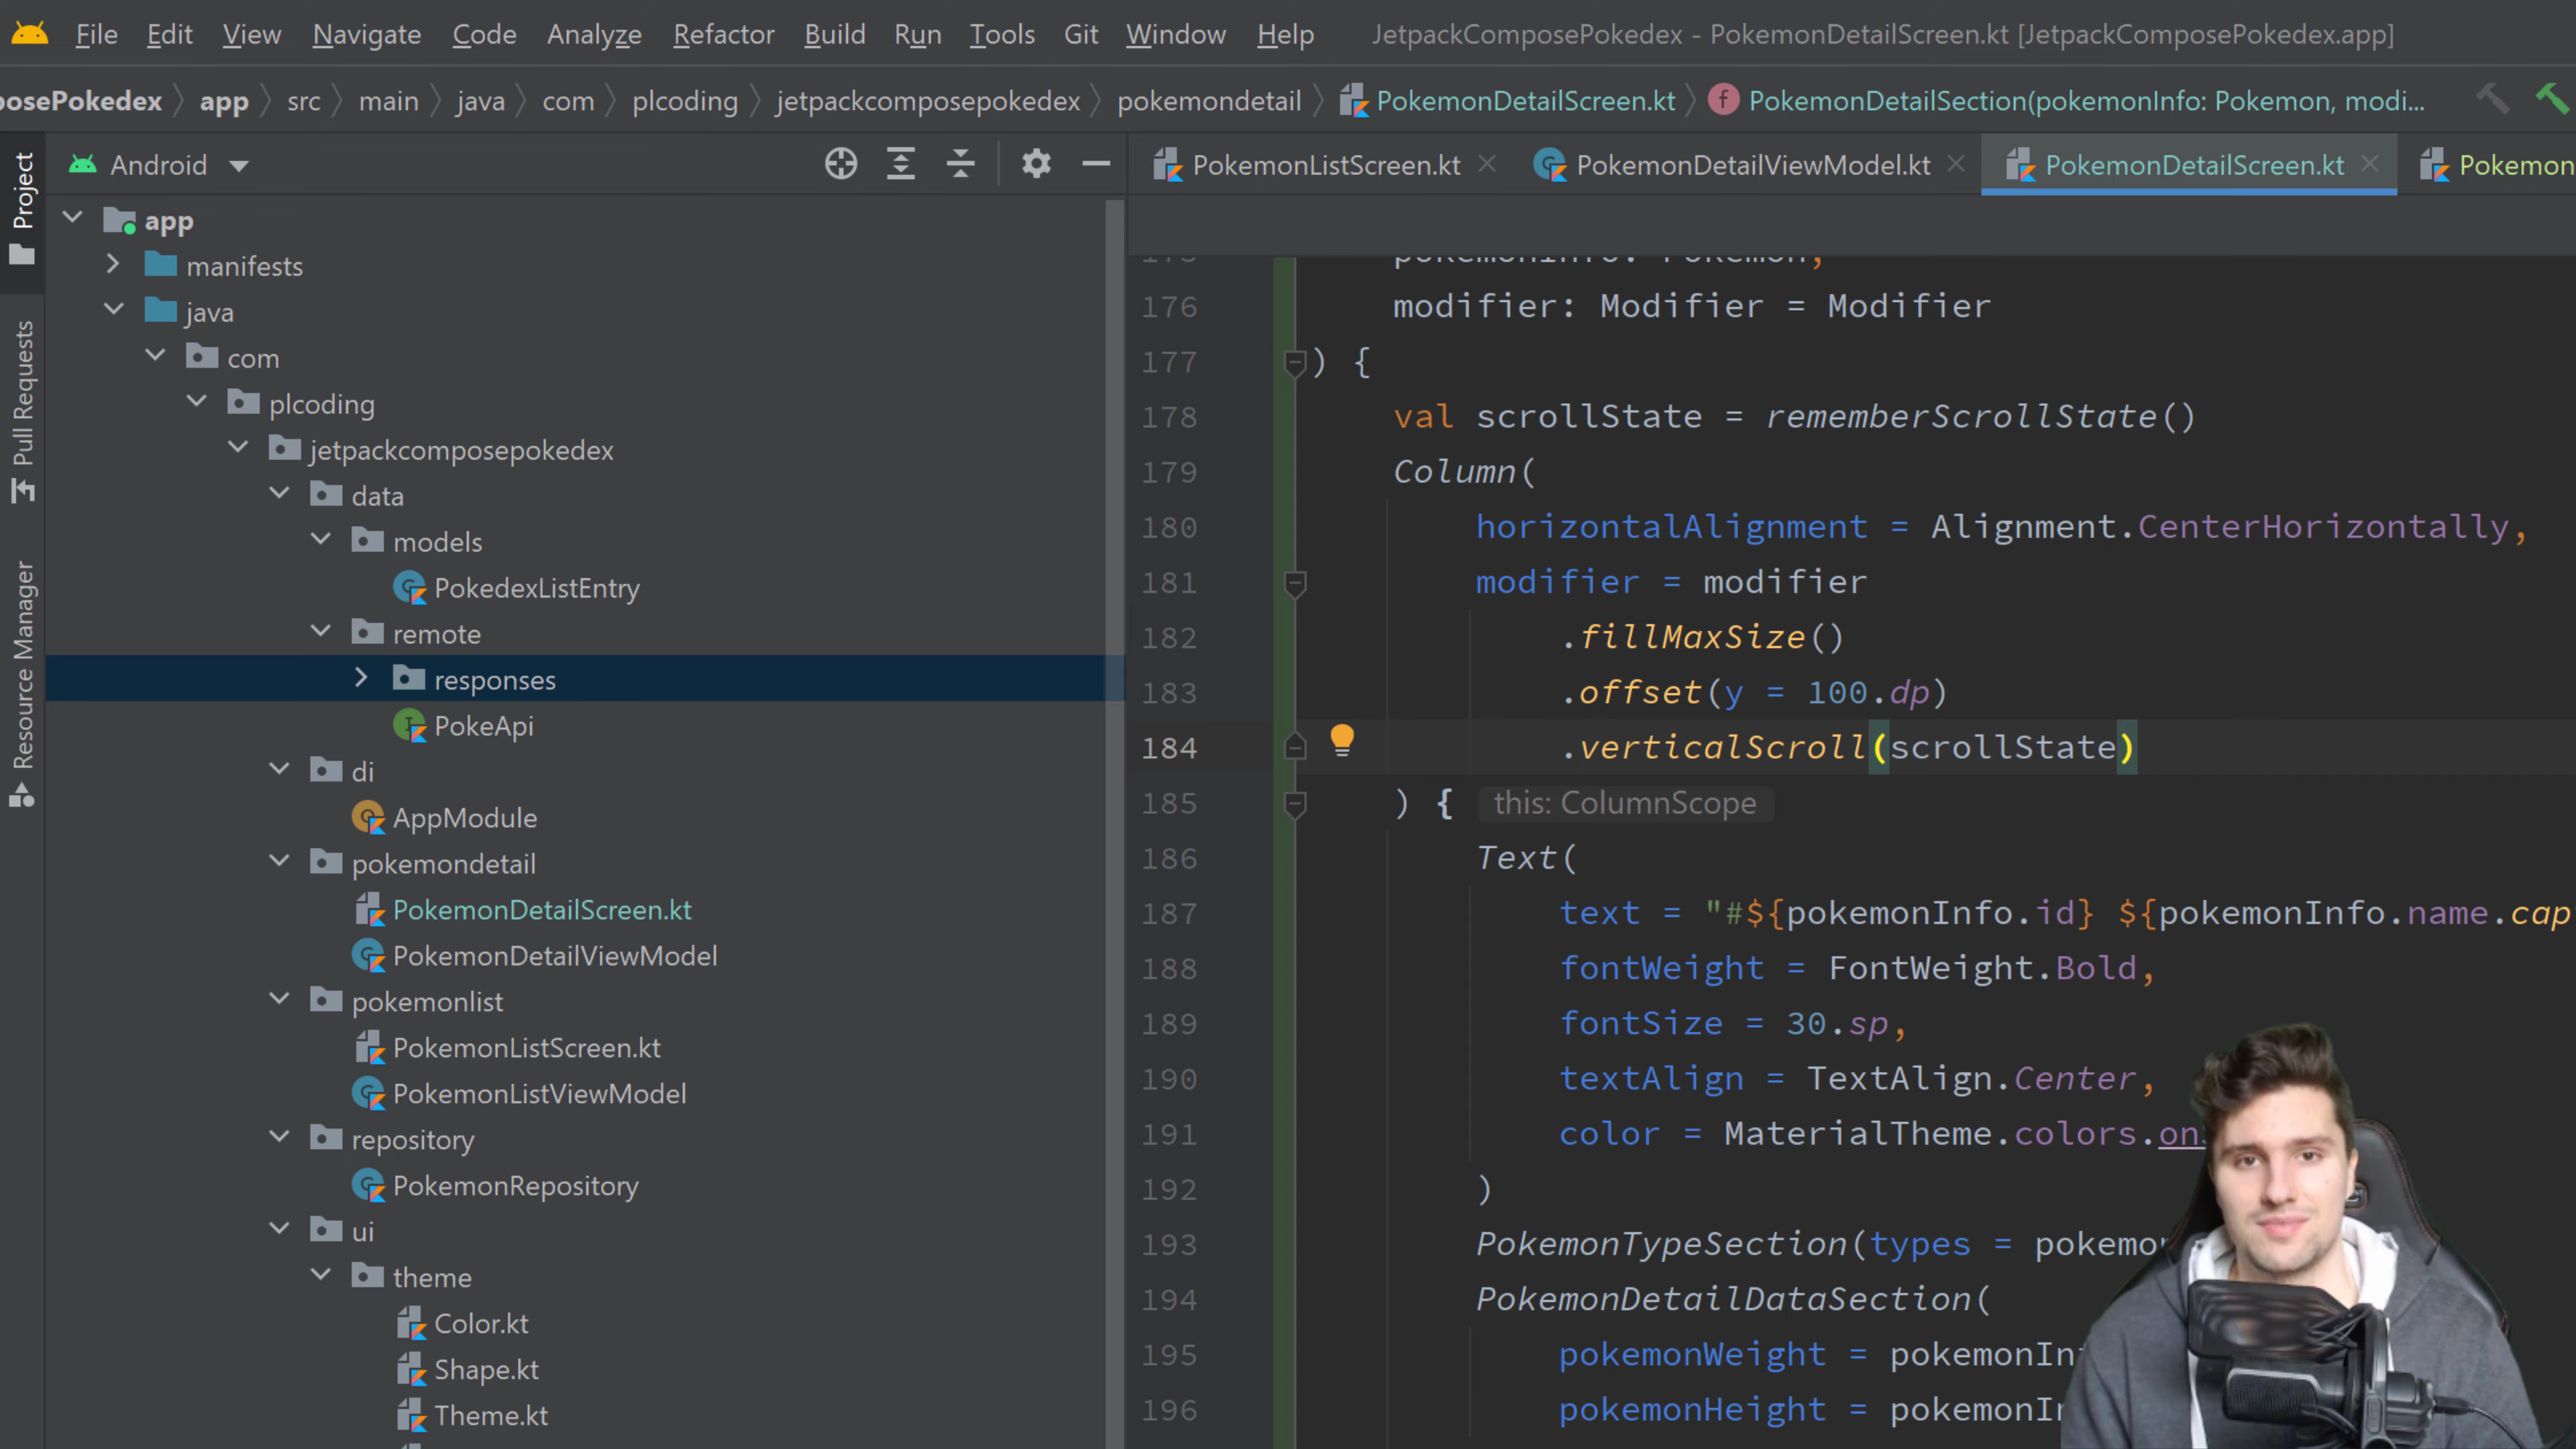 File Edit View Navigate Code Analyze Refactor Build Run Tools Git Window Help JetpackComposePokedex - PokemonDetailScreen.kt [JetpackComposePokedex.app]
osePokedex app src main java com plcoding jetpackcomposepokedex pokemondetail PokemonDetailScreen.kt PokemonDetailSection(pokemonInfo: Pokemon, modi...
Project
Pull Requests
Resource Manager
Android
PokemonListScreen.kt PokemonDetailViewModel.kt PokemonDetailScreen.kt Pokemon
app
manifests
java
com
plcoding
jetpackcomposepokedex
data
models
PokedexListEntry
remote
responses
PokeApi
di
AppModule
pokemondetail
PokemonDetailScreen.kt
PokemonDetailViewModel
pokemonlist
PokemonListScreen.kt
PokemonListViewModel
repository
PokemonRepository
ui
theme
Color.kt
Shape.kt
Theme.kt
175 pokemonInfo: Pokemon,
176 modifier: Modifier = Modifier
177 ) {
178 val scrollState = rememberScrollState()
179 Column(
180 horizontalAlignment = Alignment.CenterHorizontally,
181 modifier = modifier
182 .fillMaxSize()
183 .offset(y = 100.dp)
184 .verticalScroll(scrollState)
185 ) { this: ColumnScope
186 Text(
187 text = "#${pokemonInfo.id} ${pokemonInfo.name.cap
188 fontWeight = FontWeight.Bold,
189 fontSize = 30.sp,
190 textAlign = TextAlign.Center,
191 color = MaterialTheme.colors.on
192 )
193 PokemonTypeSection(types = pokemon
194 PokemonDetailDataSection(
195 pokemonWeight = pokemonIn
196 pokemonHeight = pokemonIn